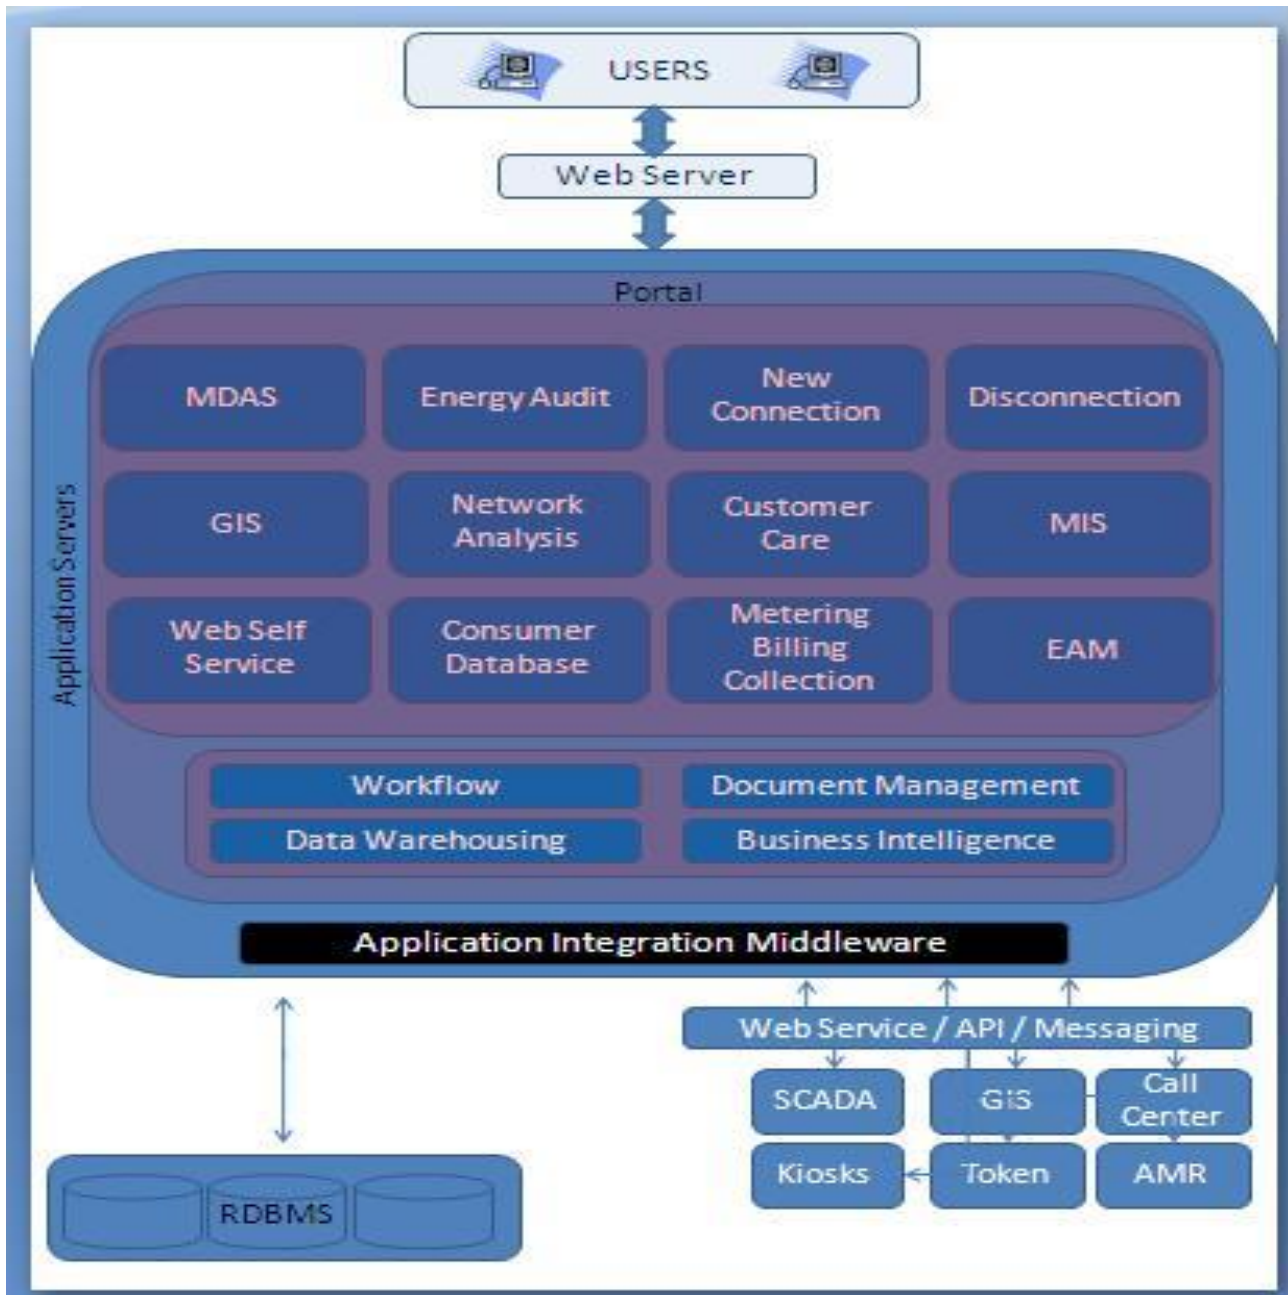 USERS
Web Server
Portal
Application Servers
MDAS
Energy Audit
New
Connection
Disconnection
GIS
Network
Analysis
Customer
Care
MIS
Web Self
Service
Consumer
Database
Metering
Billing
Collection
EAM
Workflow
Document Management
Data Warehousing
Business Intelligence
Application Integration Middleware
Web Service / API / Messaging
SCADA
GIS
Call
Center
Kiosks
Token
AMR
RDBMS